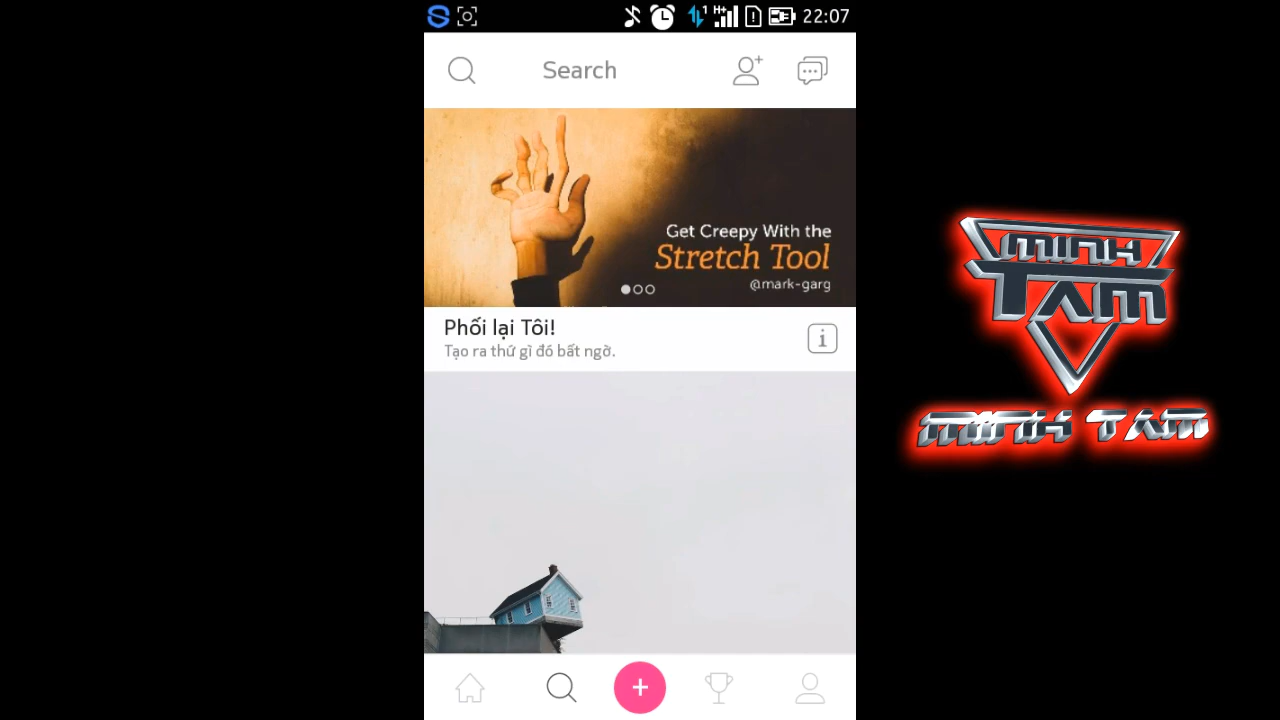 22:07
Search
Get Creepy With the
Stretch Tool
@mark-garg
Phối lại Tôi!
Tạo ra thứ gì đó bất ngờ.
MINH
TAM
MINH TAM